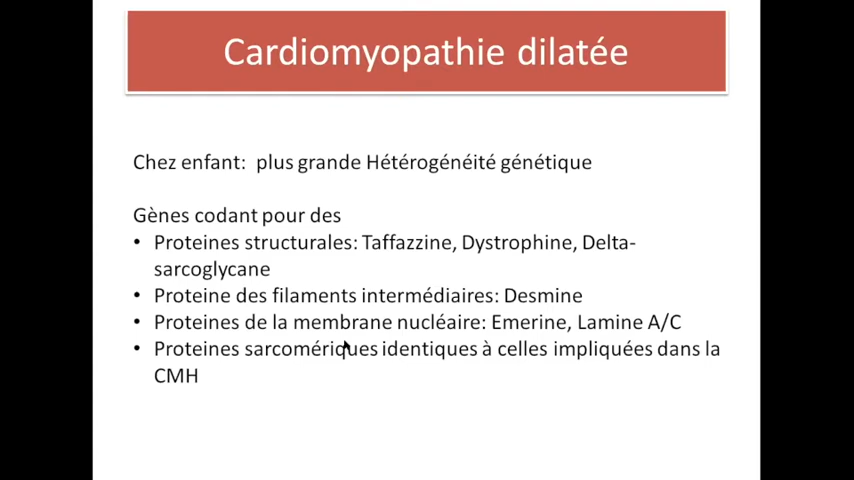 Cardiomyopathie dilatée
Chez enfant: plus grande Hétérogénéité génétique
Gènes codant pour des
• Proteines structurales: Taffazzine, Dystrophine, Delta-
sarcoglycane
• Proteine des filaments intermédiaires: Desmine
• Proteines de la membrane nucléaire: Emerine, Lamine A/C
• Proteines sarcomériques identiques à celles impliquées dans la
CMH